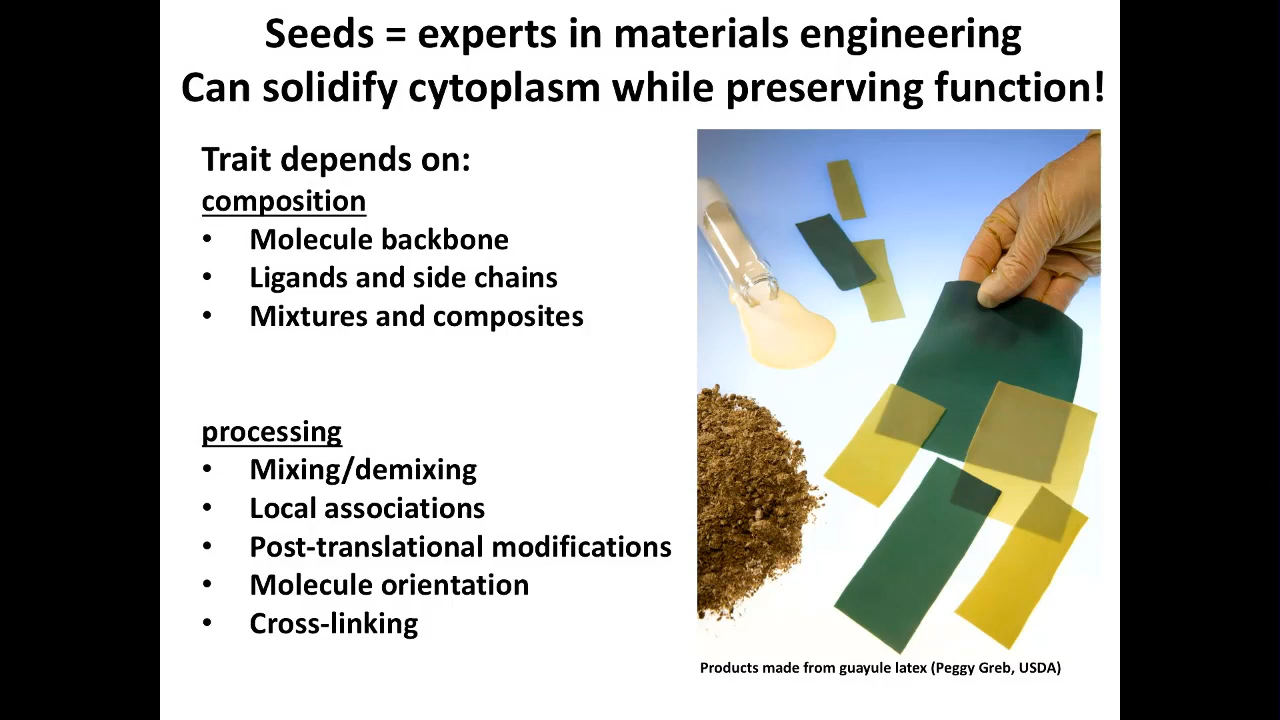 Seeds = experts in materials engineering
Can solidify cytoplasm while preserving function!
Trait depends on:
composition
• Molecule backbone
• Ligands and side chains
• Mixtures and composites
processing
• Mixing/demixing
• Local associations
• Post-translational modifications
• Molecule orientation
• Cross-linking
Products made from guayule latex (Peggy Greb, USDA)